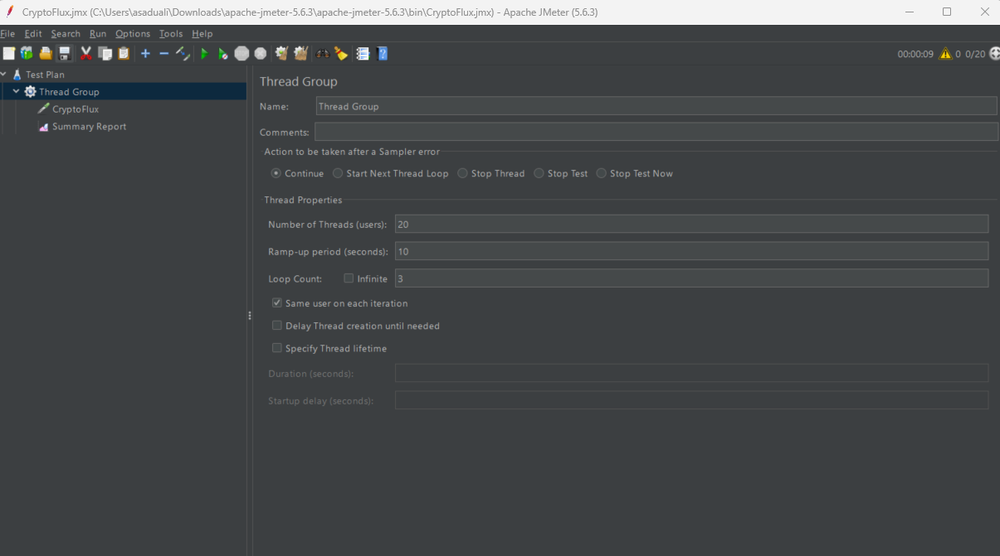 CryptoFlux.jmx (C:\Users\asaduali\Downloads\apache-jmeter-5.6.3\apache-jmeter-5.6.3\bin\CryptoFlux.jmx) - Apache JMeter (5.6.3)
File Edit Search Run Options Tools Help
00:00:09 0 0/20
Test Plan
Thread Group
CryptoFlux
Summary Report
Thread Group
Name: Thread Group
Comments:
Action to be taken after a Sampler error
Continue Start Next Thread Loop Stop Thread Stop Test Stop Test Now
Thread Properties
Number of Threads (users): 20
Ramp-up period (seconds): 10
Loop Count: Infinite 3
Same user on each iteration
Delay Thread creation until needed
Specify Thread lifetime
Duration (seconds):
Startup delay (seconds):